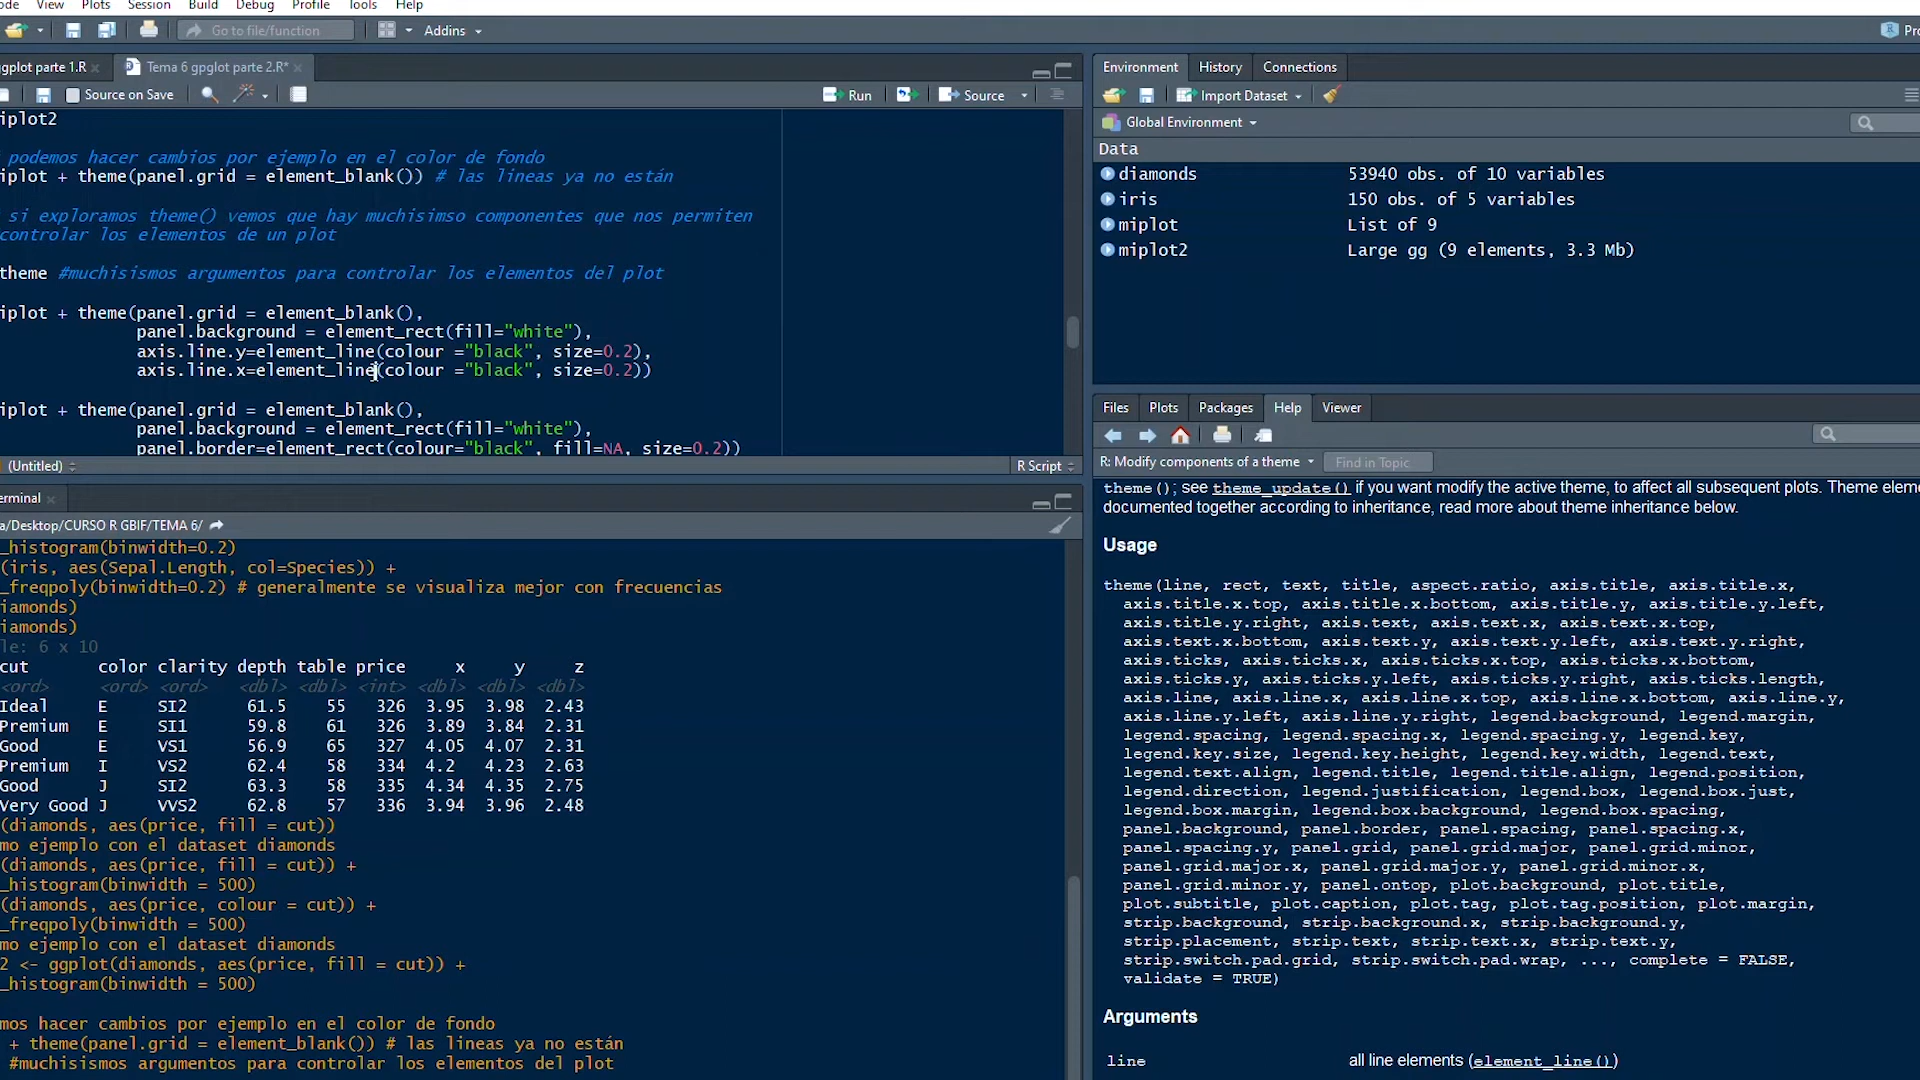 ode View Plots Session Build Debug Profile Tools Help
Go to file/function Addins
ggplot parte 1.R Tema 6 gpglot parte 2.R*
Source on Save Run Source
iplot2
podemos hacer cambios por ejemplo en el color de fondo
iplot + theme(panel.grid = element_blank()) # las lineas ya no están
si exploramos theme() vemos que hay muchisimso componentes que nos permiten
controlar los elementos de un plot
theme #muchisismos argumentos para controlar los elementos del plot
iplot + theme(panel.grid = element_blank(),
panel.background = element_rect(fill="white"),
axis.line.y=element_line(colour ="black", size=0.2),
axis.line.x=element_line(colour ="black", size=0.2))
iplot + theme(panel.grid = element_blank(),
panel.background = element_rect(fill="white"),
panel.border=element_rect(colour="black", fill=NA, size=0.2))
(Untitled) R Script
erminal
a/Desktop/CURSO R GBIF/TEMA 6/
_histogram(binwidth=0.2)
(iris, aes(Sepal.Length, col=Species)) +
_freqpoly(binwidth=0.2) # generalmente se visualiza mejor con frecuencias
iamonds)
iamonds)
le: 6 x 10
cut color clarity depth table price x y z
<ord> <ord> <ord> <dbl> <dbl> <int> <dbl> <dbl> <dbl>
Ideal E SI2 61.5 55 326 3.95 3.98 2.43
Premium E SI1 59.8 61 326 3.89 3.84 2.31
Good E VS1 56.9 65 327 4.05 4.07 2.31
Premium I VS2 62.4 58 334 4.2 4.23 2.63
Good J SI2 63.3 58 335 4.34 4.35 2.75
Very Good J VVS2 62.8 57 336 3.94 3.96 2.48
(diamonds, aes(price, fill = cut))
mo ejemplo con el dataset diamonds
(diamonds, aes(price, fill = cut)) +
_histogram(binwidth = 500)
(diamonds, aes(price, colour = cut)) +
_freqpoly(binwidth = 500)
mo ejemplo con el dataset diamonds
2 <- ggplot(diamonds, aes(price, fill = cut)) +
_histogram(binwidth = 500)
mos hacer cambios por ejemplo en el color de fondo
+ theme(panel.grid = element_blank()) # las lineas ya no están
#muchisismos argumentos para controlar los elementos del plot
Pro
Environment History Connections
Import Dataset
Global Environment
Data
diamonds 53940 obs. of 10 variables
iris 150 obs. of 5 variables
miplot List of 9
miplot2 Large gg (9 elements, 3.3 Mb)
Files Plots Packages Help Viewer
R: Modify components of a theme Find in Topic
theme(); see theme_update() if you want modify the active theme, to affect all subsequent plots. Theme eleme
documented together according to inheritance, read more about theme inheritance below.
Usage
theme(line, rect, text, title, aspect.ratio, axis.title, axis.title.x,
axis.title.x.top, axis.title.x.bottom, axis.title.y, axis.title.y.left,
axis.title.y.right, axis.text, axis.text.x, axis.text.x.top,
axis.text.x.bottom, axis.text.y, axis.text.y.left, axis.text.y.right,
axis.ticks, axis.ticks.x, axis.ticks.x.top, axis.ticks.x.bottom,
axis.ticks.y, axis.ticks.y.left, axis.ticks.y.right, axis.ticks.length,
axis.line, axis.line.x, axis.line.x.top, axis.line.x.bottom, axis.line.y,
axis.line.y.left, axis.line.y.right, legend.background, legend.margin,
legend.spacing, legend.spacing.x, legend.spacing.y, legend.key,
legend.key.size, legend.key.height, legend.key.width, legend.text,
legend.text.align, legend.title, legend.title.align, legend.position,
legend.direction, legend.justification, legend.box, legend.box.just,
legend.box.margin, legend.box.background, legend.box.spacing,
panel.background, panel.border, panel.spacing, panel.spacing.x,
panel.spacing.y, panel.grid, panel.grid.major, panel.grid.minor,
panel.grid.major.x, panel.grid.major.y, panel.grid.minor.x,
panel.grid.minor.y, panel.ontop, plot.background, plot.title,
plot.subtitle, plot.caption, plot.tag, plot.tag.position, plot.margin,
strip.background, strip.background.x, strip.background.y,
strip.placement, strip.text, strip.text.x, strip.text.y,
strip.switch.pad.grid, strip.switch.pad.wrap, ..., complete = FALSE,
validate = TRUE)
Arguments
line all line elements (element_line())